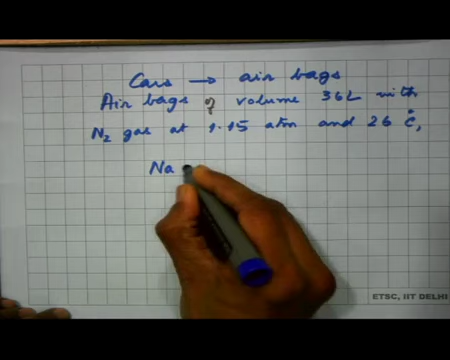 Cars → air bags
Air bags of volume 36L with
N₂ gas at 1.15 atm and 26 °C,
Na
ETSC, IIT DELHI